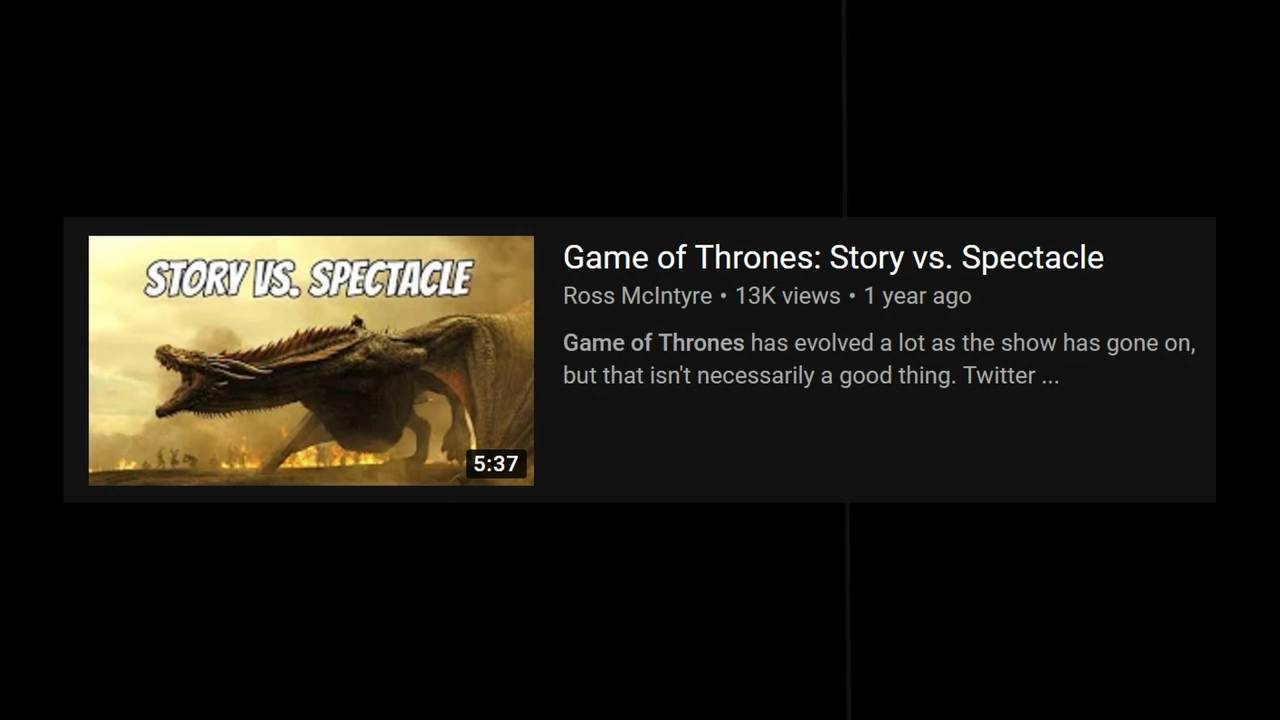 STORY VS. SPECTACLE
5:37
Game of Thrones: Story vs. Spectacle
Ross McIntyre • 13K views • 1 year ago
Game of Thrones has evolved a lot as the show has gone on,
but that isn't necessarily a good thing. Twitter ...